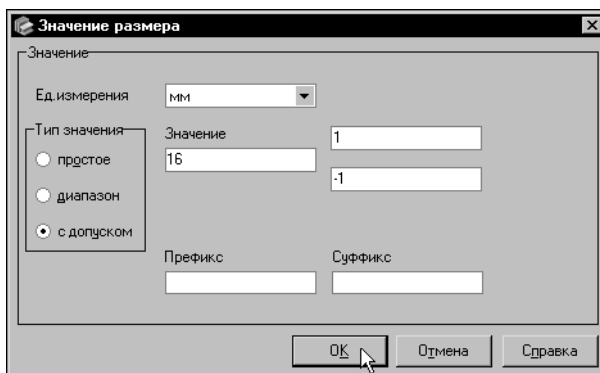 Значение размера
Значение
Ед.измерения
мм
Тип значения
простое
диапазон
с допуском
Значение
16
1
-1
Префикс
Суффикс
OK
Отмена
Справка